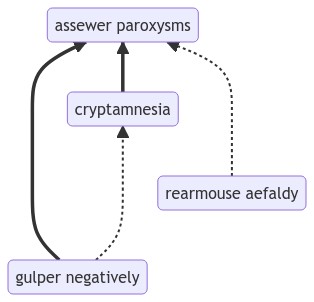 assewer paroxysms
cryptamnesia
rearmouse aefaldy
gulper negatively